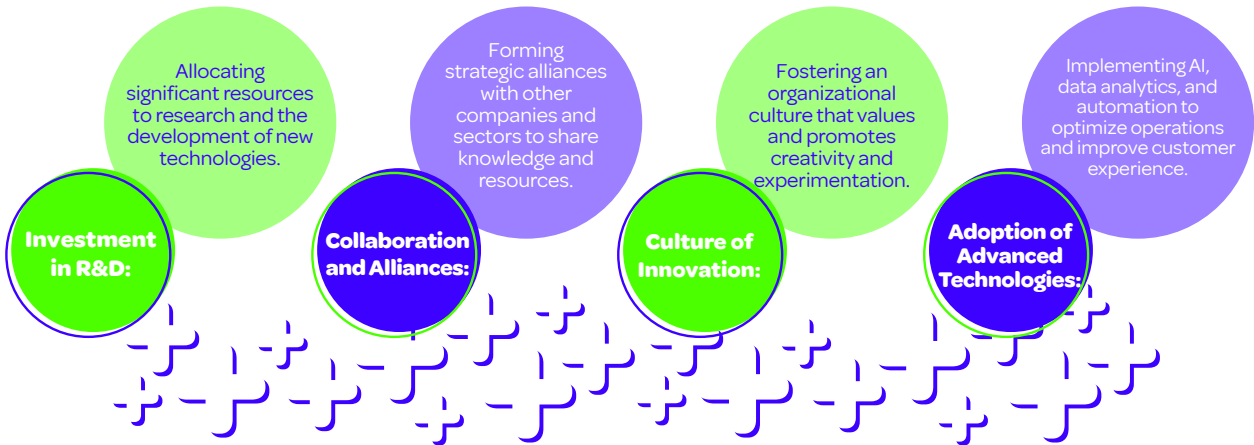 Allocating
significant resources
to research and the
development of new
technologies.
Investment
in R&D:
Forming
strategic alliances
with other
companies and
sectors to share
knowledge and
resources.
Collaboration
and Alliances:
Fostering an
organizational
culture that values
and promotes
creativity and
experimentation.
Culture of
Innovation:
Implementing AI,
data analytics, and
automation to
optimize operations
and improve customer
experience.
Adoption of
Advanced
Technologies: